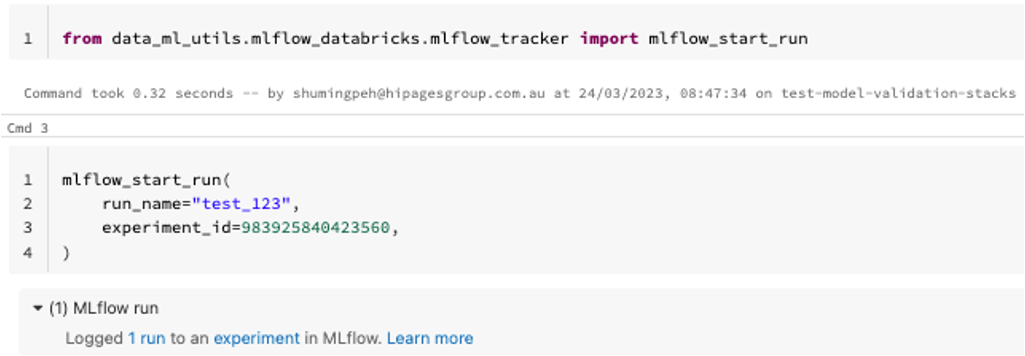 1 from data_ml_utils.mlflow_databricks.mlflow_tracker import mlflow_start_run
Command took 0.32 seconds -- by shumingpeh@hipagesgroup.com.au at 24/03/2023, 08:47:34 on test-model-validation-stacks
Cmd 3
1 mlflow_start_run(
2     run_name="test_123",
3     experiment_id=983925840423560,
4 )
(1) MLflow run
Logged 1 run to an experiment in MLflow. Learn more